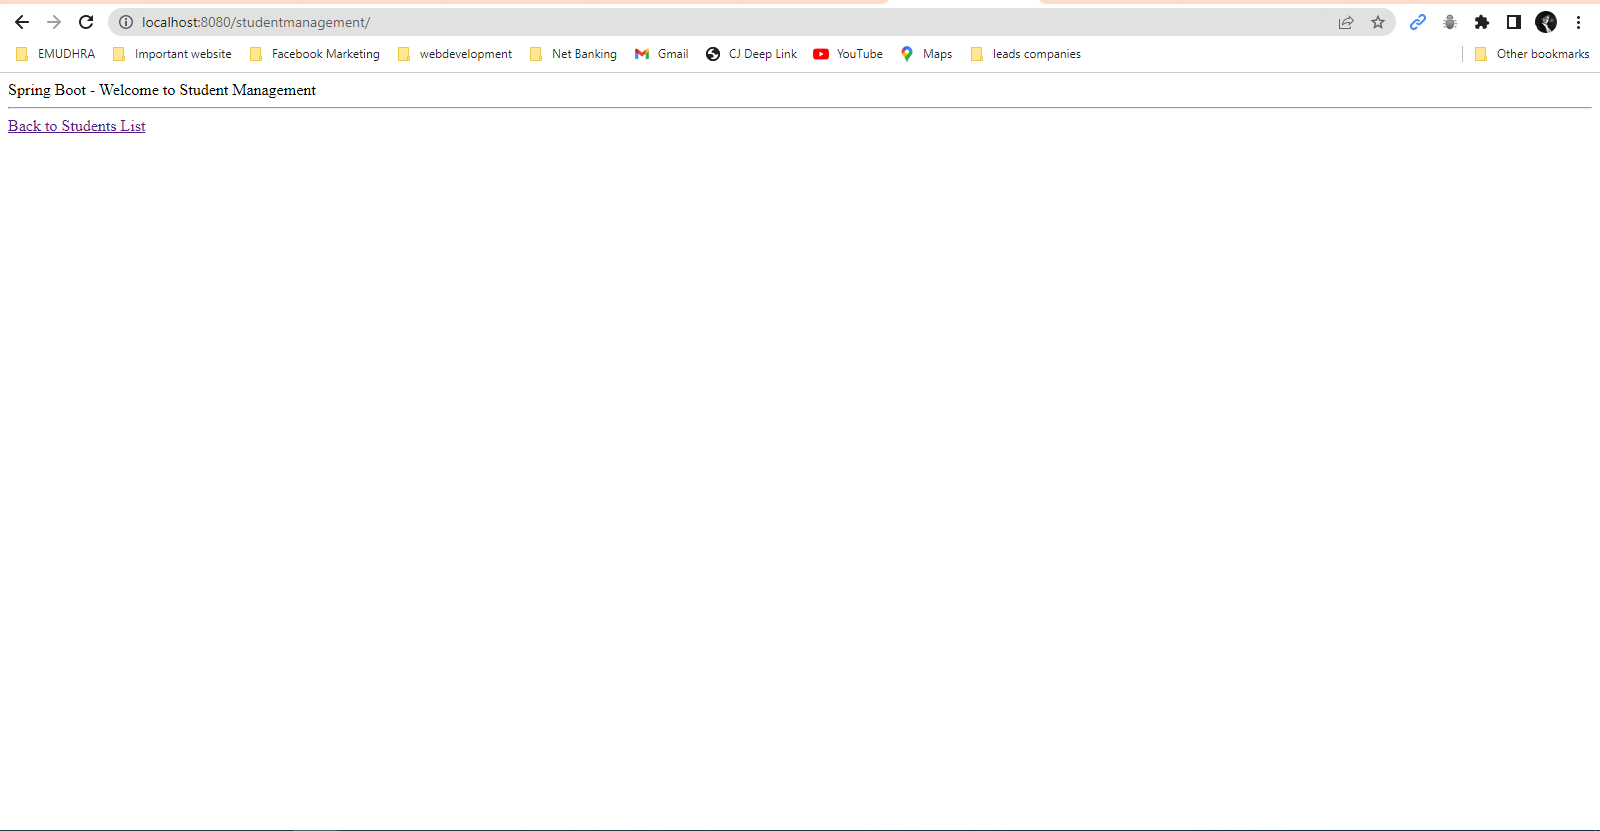 localhost:8080/studentmanagement/
EMUDHRA Important website Facebook Marketing webdevelopment Net Banking Gmail CJ Deep Link YouTube Maps leads companies Other bookmarks
Spring Boot - Welcome to Student Management
Back to Students List